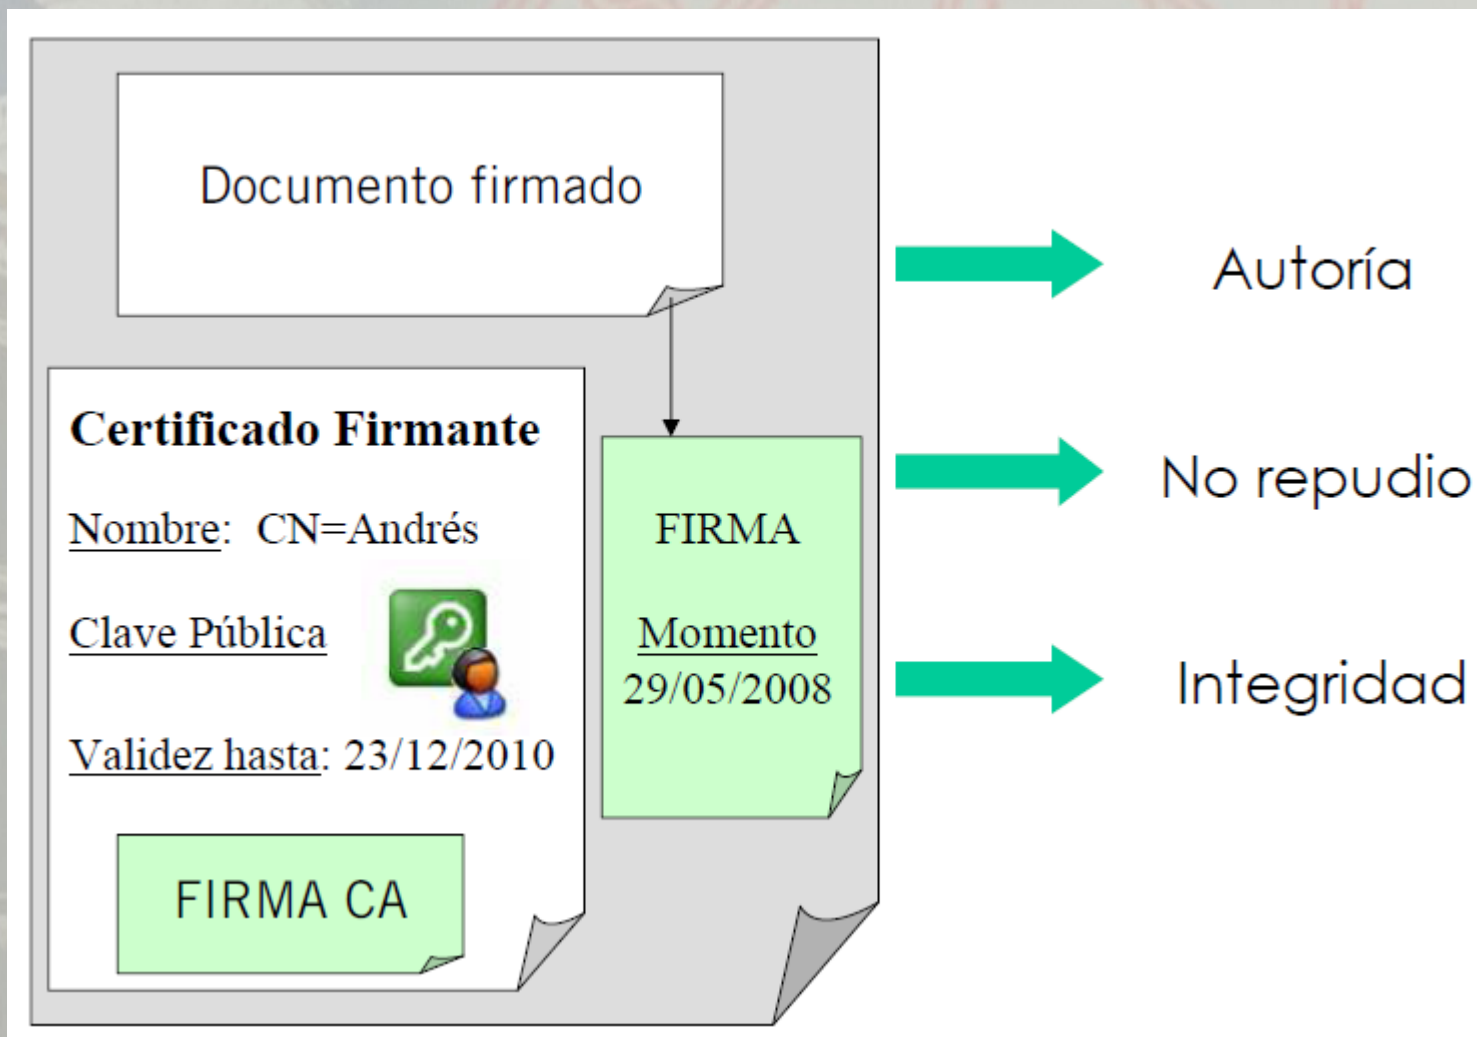 Documento firmado
Certificado Firmante
Nombre: CN=Andrés
Clave Pública
Validez hasta: 23/12/2010
FIRMA CA
FIRMA
Momento
29/05/2008
Autoría
No repudio
Integridad